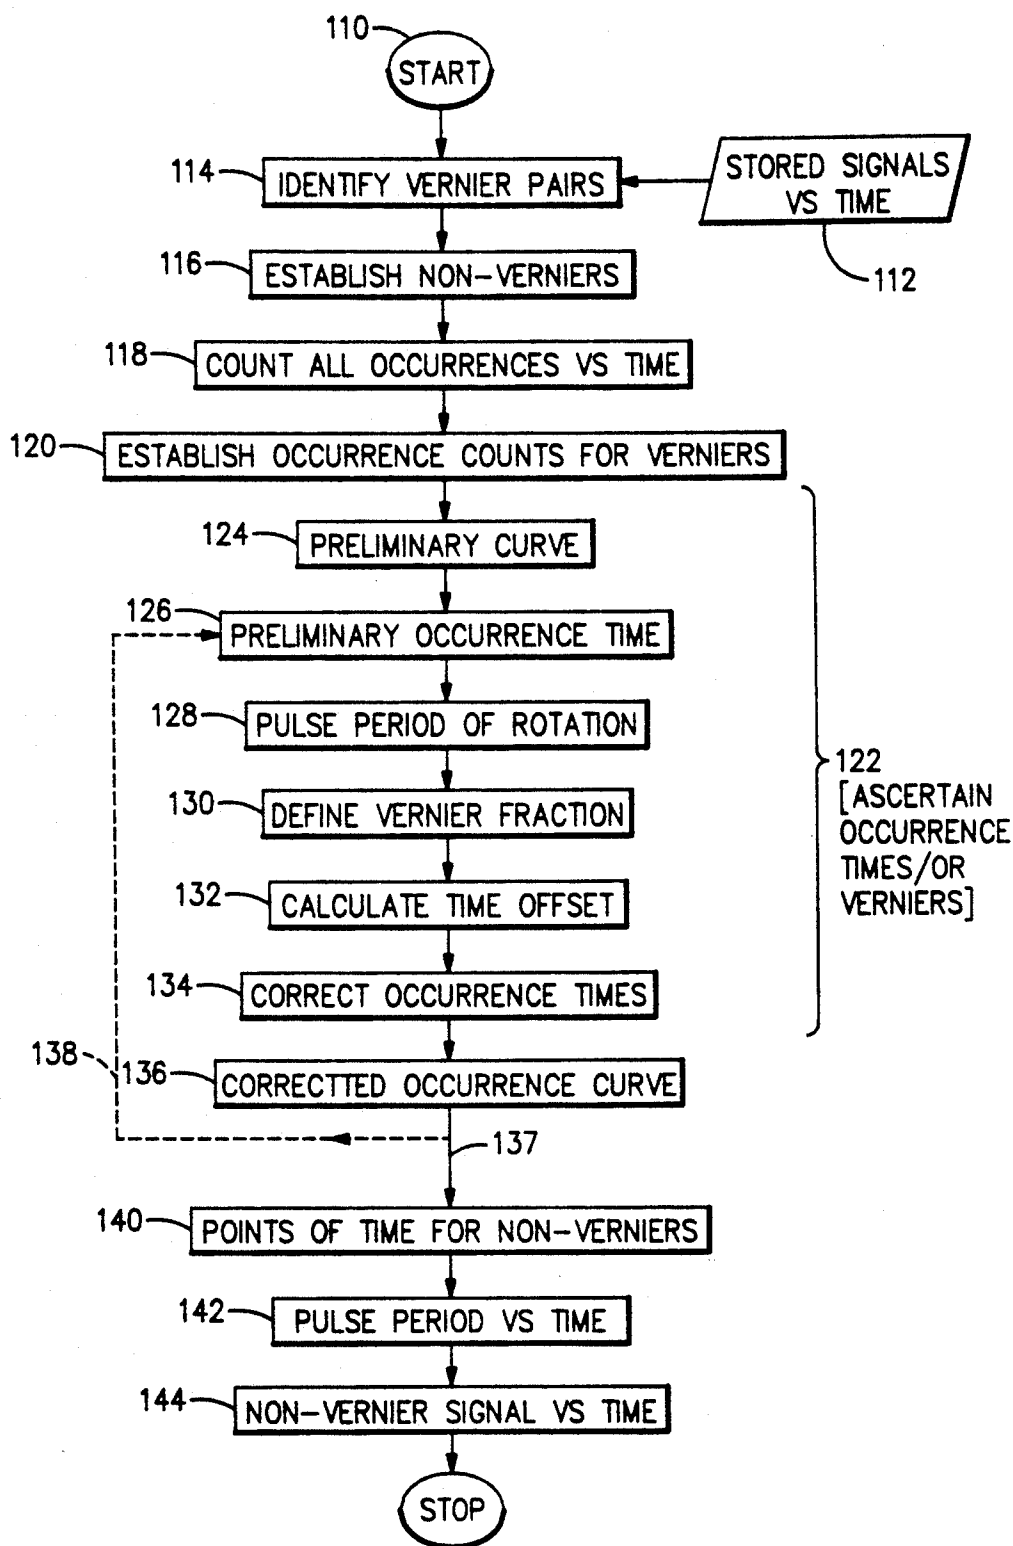 110
START
114
IDENTIFY VERNIER PAIRS
STORED SIGNALS
VS TIME
112
116
ESTABLISH NON-VERNIERS
118
COUNT ALL OCCURRENCES VS TIME
120
ESTABLISH OCCURRENCE COUNTS FOR VERNIERS
124
PRELIMINARY CURVE
126
PRELIMINARY OCCURRENCE TIME
128
PULSE PERIOD OF ROTATION
122
[ASCERTAIN
OCCURRENCE
TIMES/OR
VERNIERS]
130
DEFINE VERNIER FRACTION
132
CALCULATE TIME OFFSET
134
CORRECT OCCURRENCE TIMES
138
136
CORRECTTED OCCURRENCE CURVE
137
140
POINTS OF TIME FOR NON-VERNIERS
142
PULSE PERIOD VS TIME
144
NON-VERNIER SIGNAL VS TIME
STOP